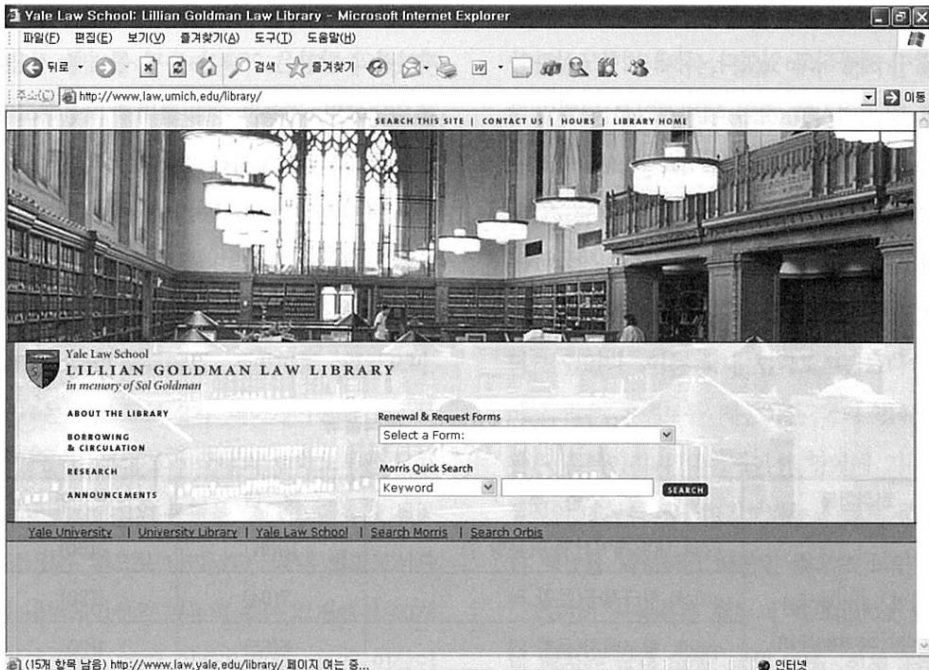 Yale Law School: Lillian Goldman Law Library - Microsoft Internet Explorer
파일(F) 편집(E) 보기(V) 즐겨찾기(A) 도구(T) 도움말(H)
뒤로 검색 즐겨찾기
주소(D) http://www.law.umich.edu/library/ 이동
SEARCH THIS SITE | CONTACT US | HOURS | LIBRARY HOME
Yale Law School
LILLIAN GOLDMAN LAW LIBRARY
in memory of Sol Goldman
ABOUT THE LIBRARY
BORROWING
& CIRCULATION
RESEARCH
ANNOUNCEMENTS
Renewal & Request Forms
Select a Form:
Morris Quick Search
Keyword SEARCH
Yale University | University Library | Yale Law School | Search Morris | Search Orbis
(15개 항목 남음) http://www.law.yale.edu/library/ 페이지 여는 중... 인터넷